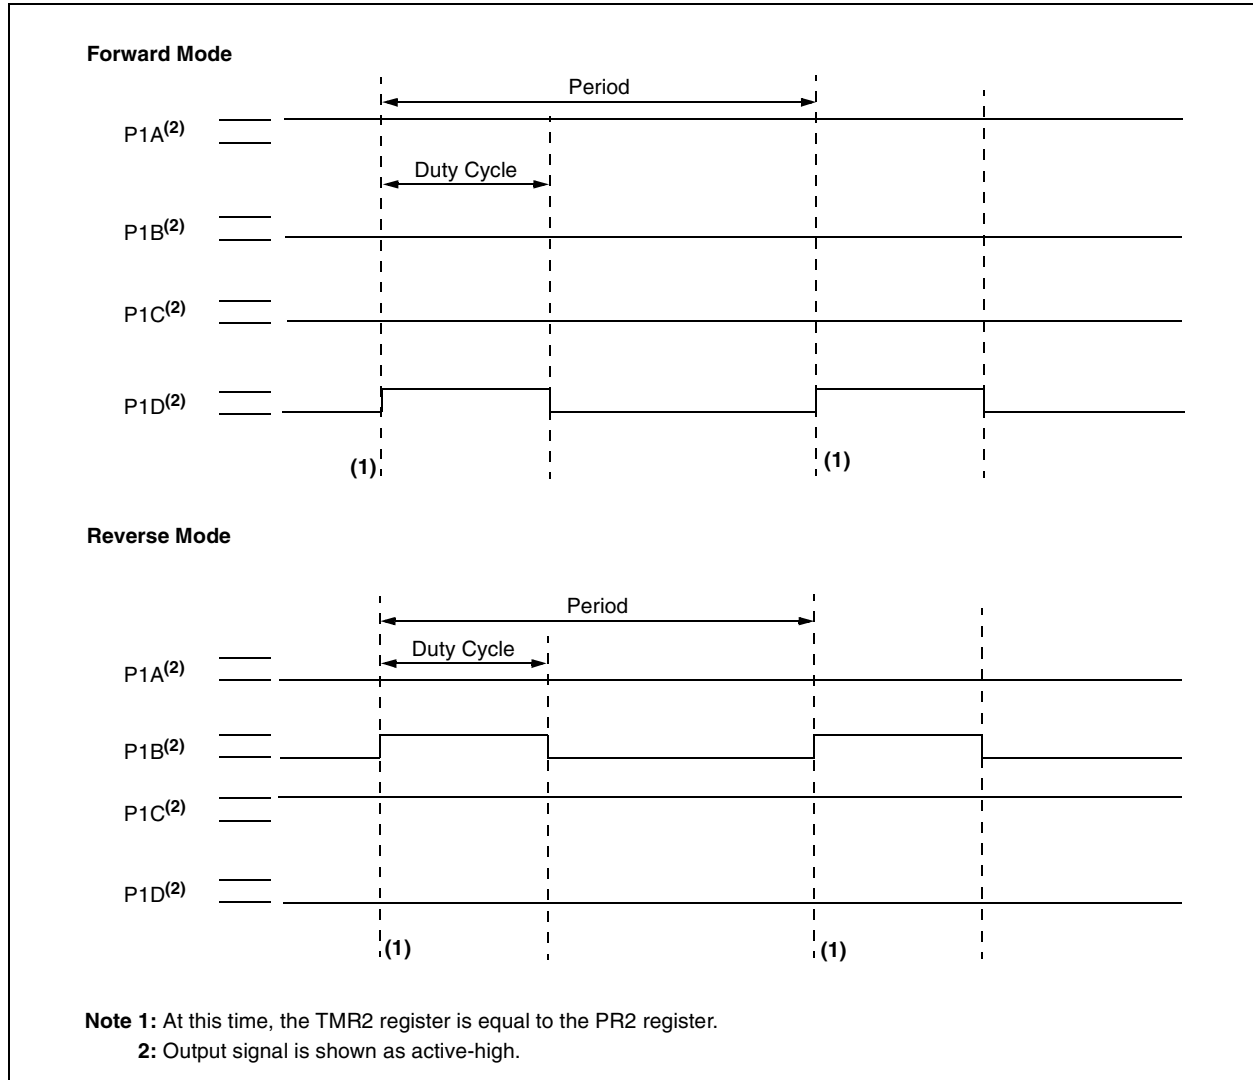 Forward Mode
Period
P1A(2)
Duty Cycle
P1B(2)
P1C(2)
P1D(2)
(1)
(1)
Reverse Mode
Period
Duty Cycle
P1A(2)
P1B(2)
P1C(2)
P1D(2)
(1)
(1)
Note 1: At this time, the TMR2 register is equal to the PR2 register.
2: Output signal is shown as active-high.